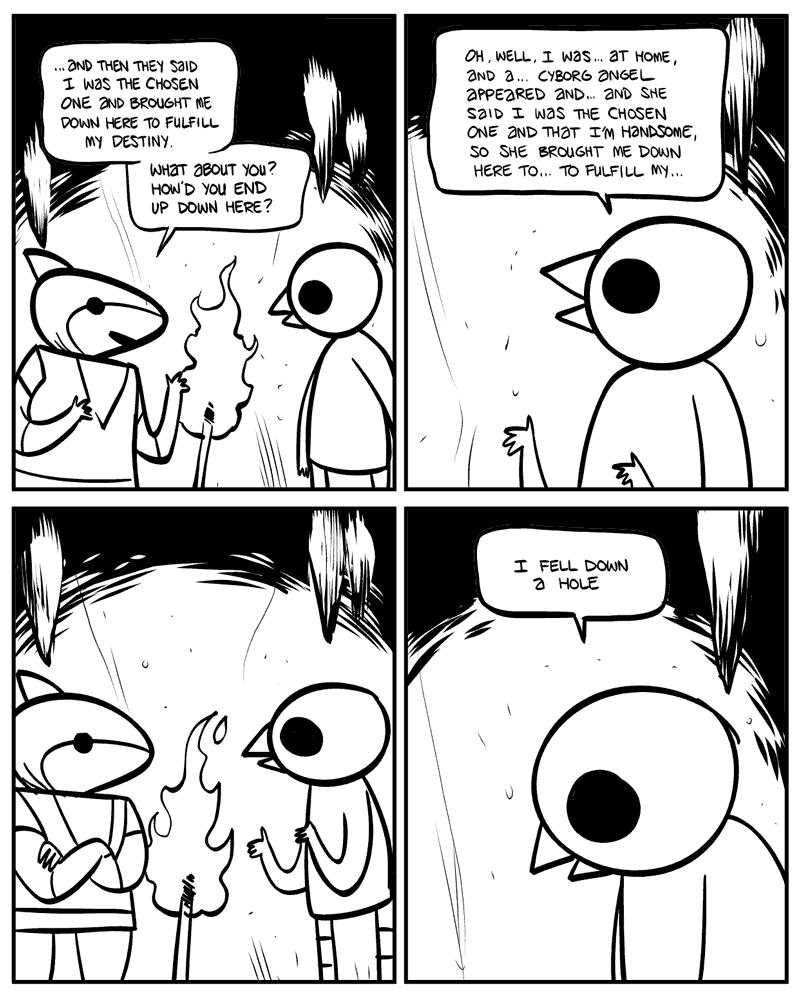 ...AND THEN THEY SAID
I WAS THE CHOSEN
ONE AND BROUGHT ME
DOWN HERE TO FULFILL
MY DESTINY.
WHAT ABOUT YOU?
HOW'D YOU END
UP DOWN HERE?
OH, WELL, I WAS... AT HOME,
AND A... CYBORG ANGEL
APPEARED AND... AND SHE
SAID I WAS THE CHOSEN
ONE AND THAT I'M HANDSOME,
SO SHE BROUGHT ME DOWN
HERE TO... TO FULFILL MY...
I FELL DOWN
A HOLE